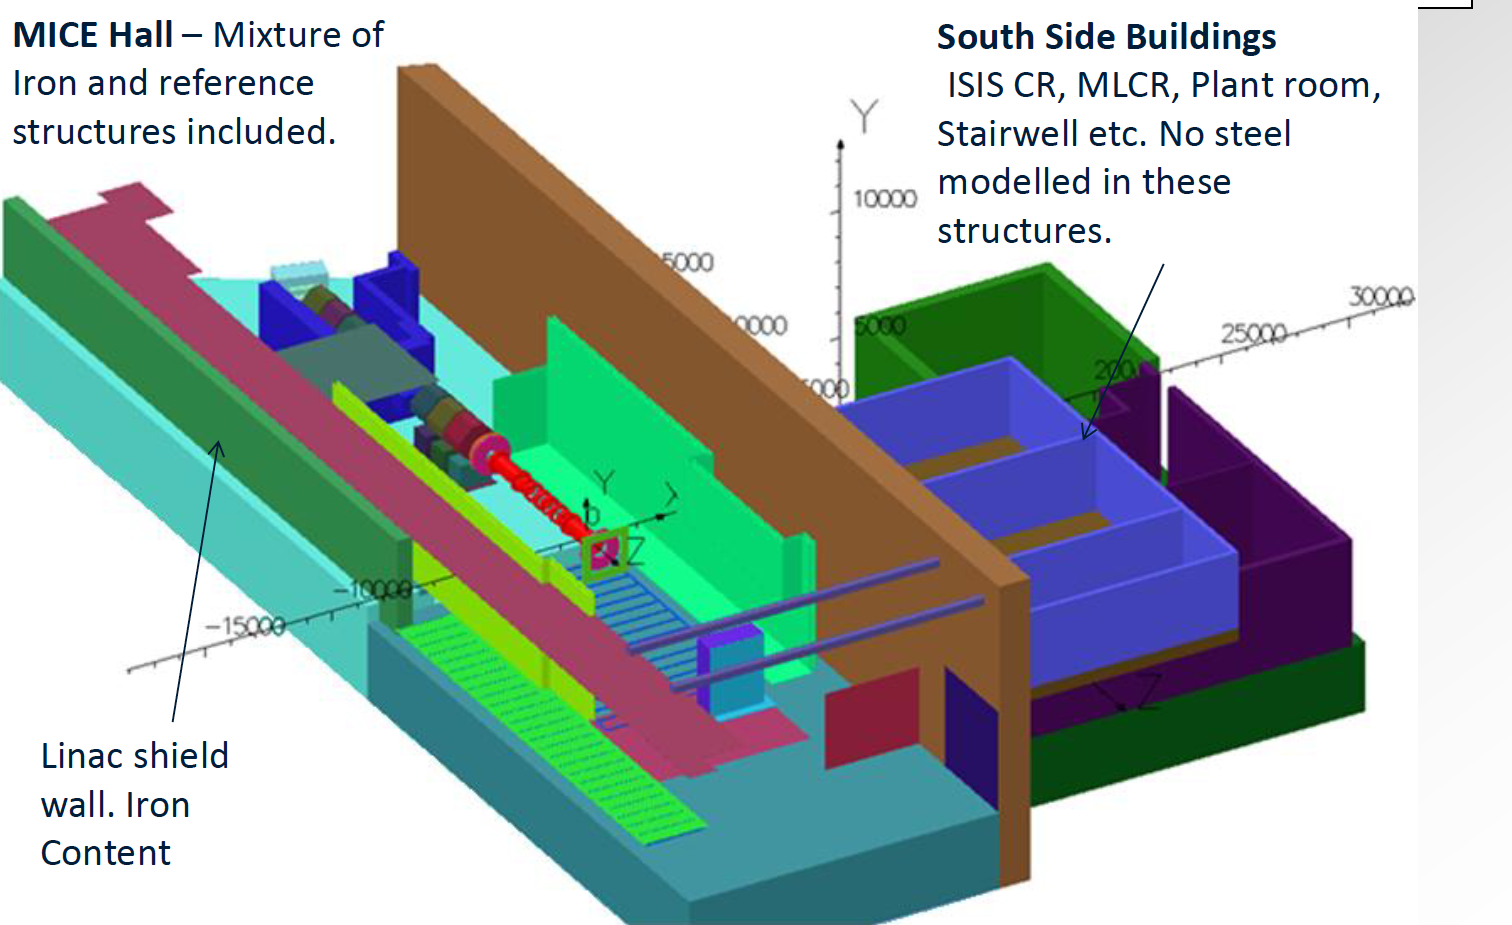 MICE Hall – Mixture of
Iron and reference
structures included.
South Side Buildings
ISIS CR, MLCR, Plant room,
Stairwell etc. No steel
modelled in these
structures.
Y
10000
5000
30000
25000
Y
X
0
Z
−10000
−15000
Z
Linac shield
wall. Iron
Content